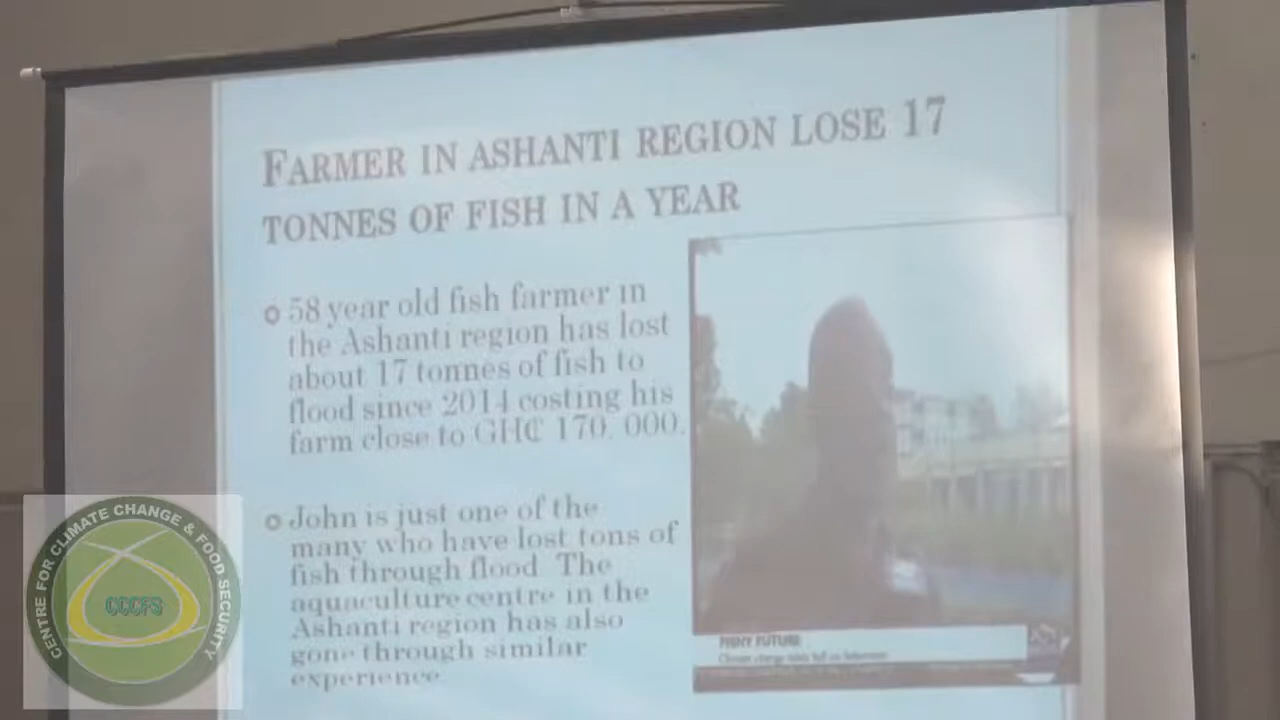 FARMER IN ASHANTI REGION LOSE 17
TONNES OF FISH IN A YEAR
58 year old fish farmer in
the Ashanti region has lost
about 17 tonnes of fish to
flood since 2014 costing his
farm close to GH₵ 170, 000.
John is just one of the
many who have lost tons of
fish through flood. The
aquaculture centre in the
Ashanti region has also
gone through similar
experience.
FISHY FUTURE
CENTRE FOR CLIMATE CHANGE & FOOD SECURITY
CCCFS